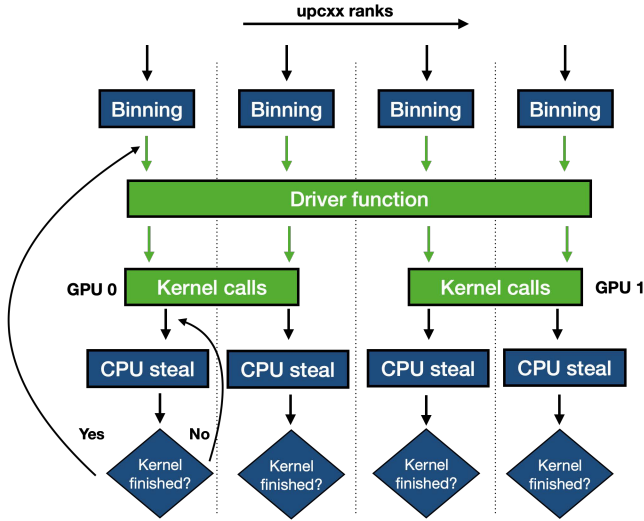 upcxx ranks
Binning
Binning
Binning
Binning
Driver function
GPU 0
Kernel calls
Kernel calls
GPU 1
CPU steal
CPU steal
CPU steal
CPU steal
Yes
No
Kernel
finished?
Kernel
finished?
Kernel
finished?
Kernel
finished?